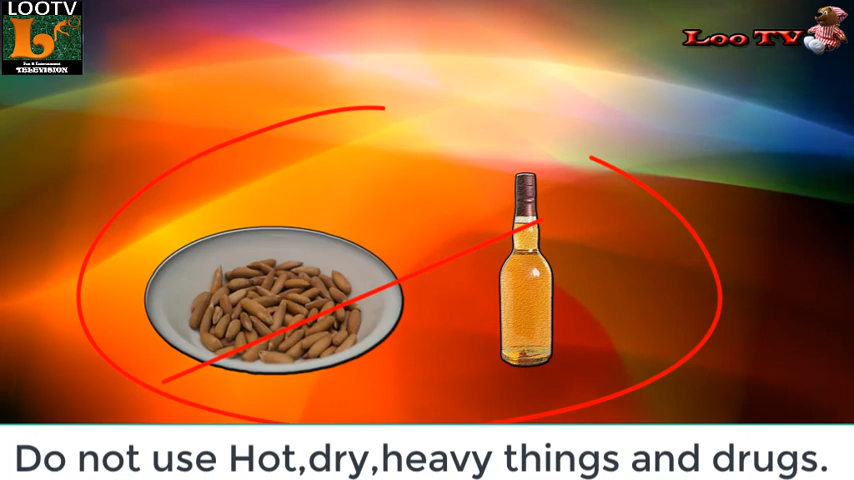 LOOTV
TELEVISION
Loo TV
Do not use Hot,dry,heavy things and drugs.